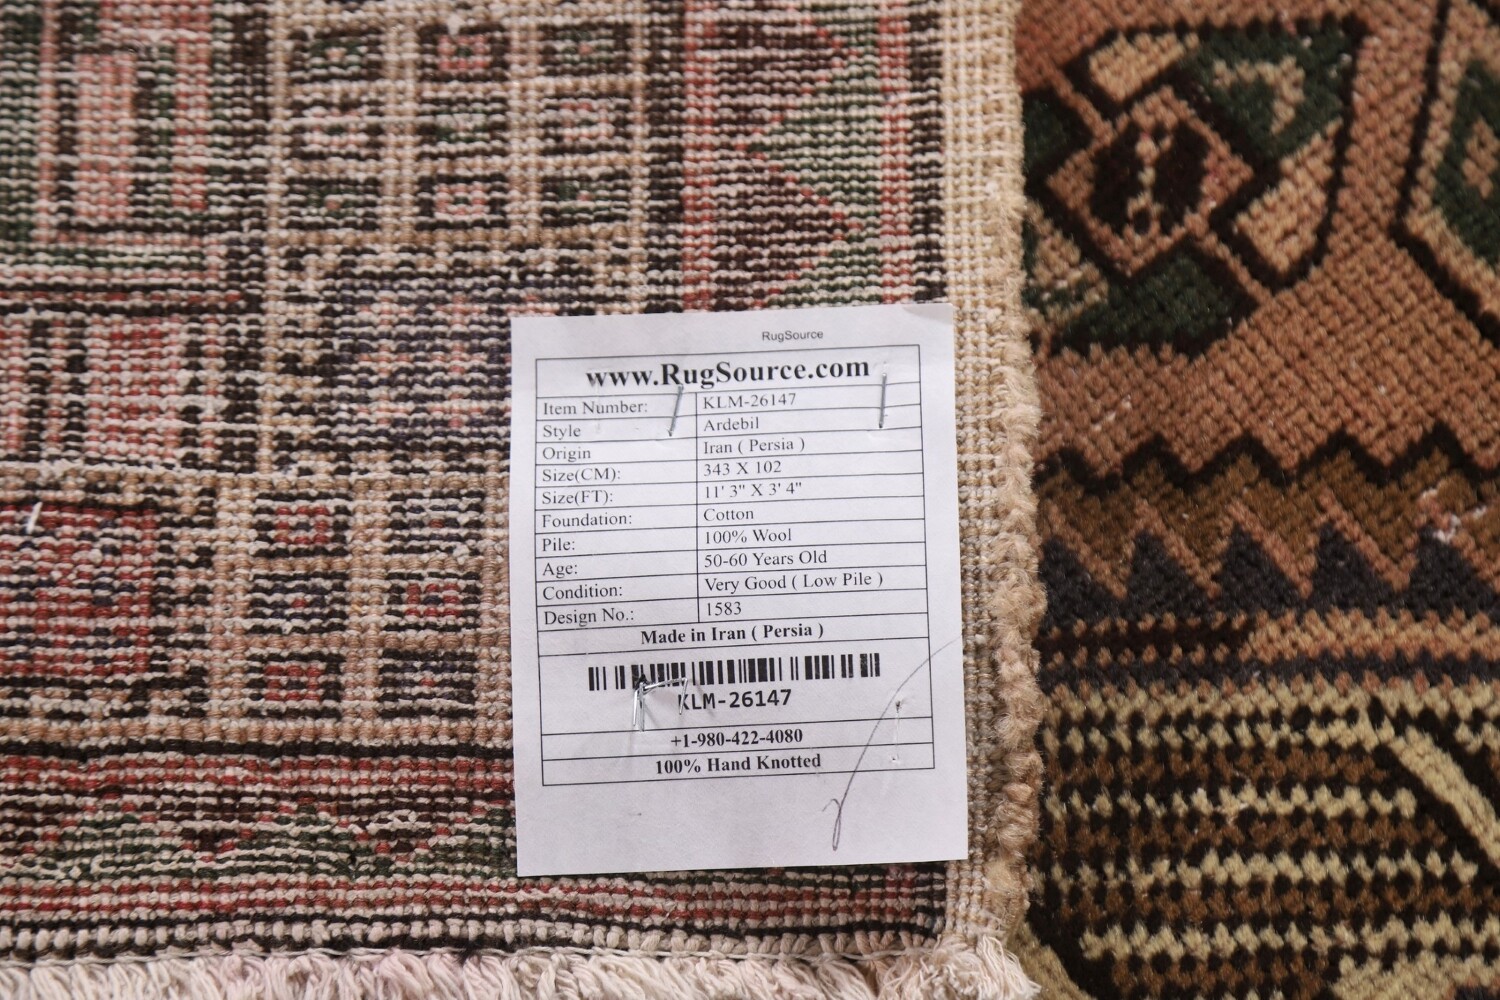 RugSource
www.RugSource.com
Item Number: KLM-26147
Style Ardebil
Origin Iran ( Persia )
Size(CM): 343 X 102
Size(FT): 11' 3" X 3' 4"
Foundation: Cotton
Pile: 100% Wool
Age: 50-60 Years Old
Condition: Very Good ( Low Pile )
Design No.: 1583
Made in Iran ( Persia )
KLM-26147
+1-980-422-4080
100% Hand Knotted